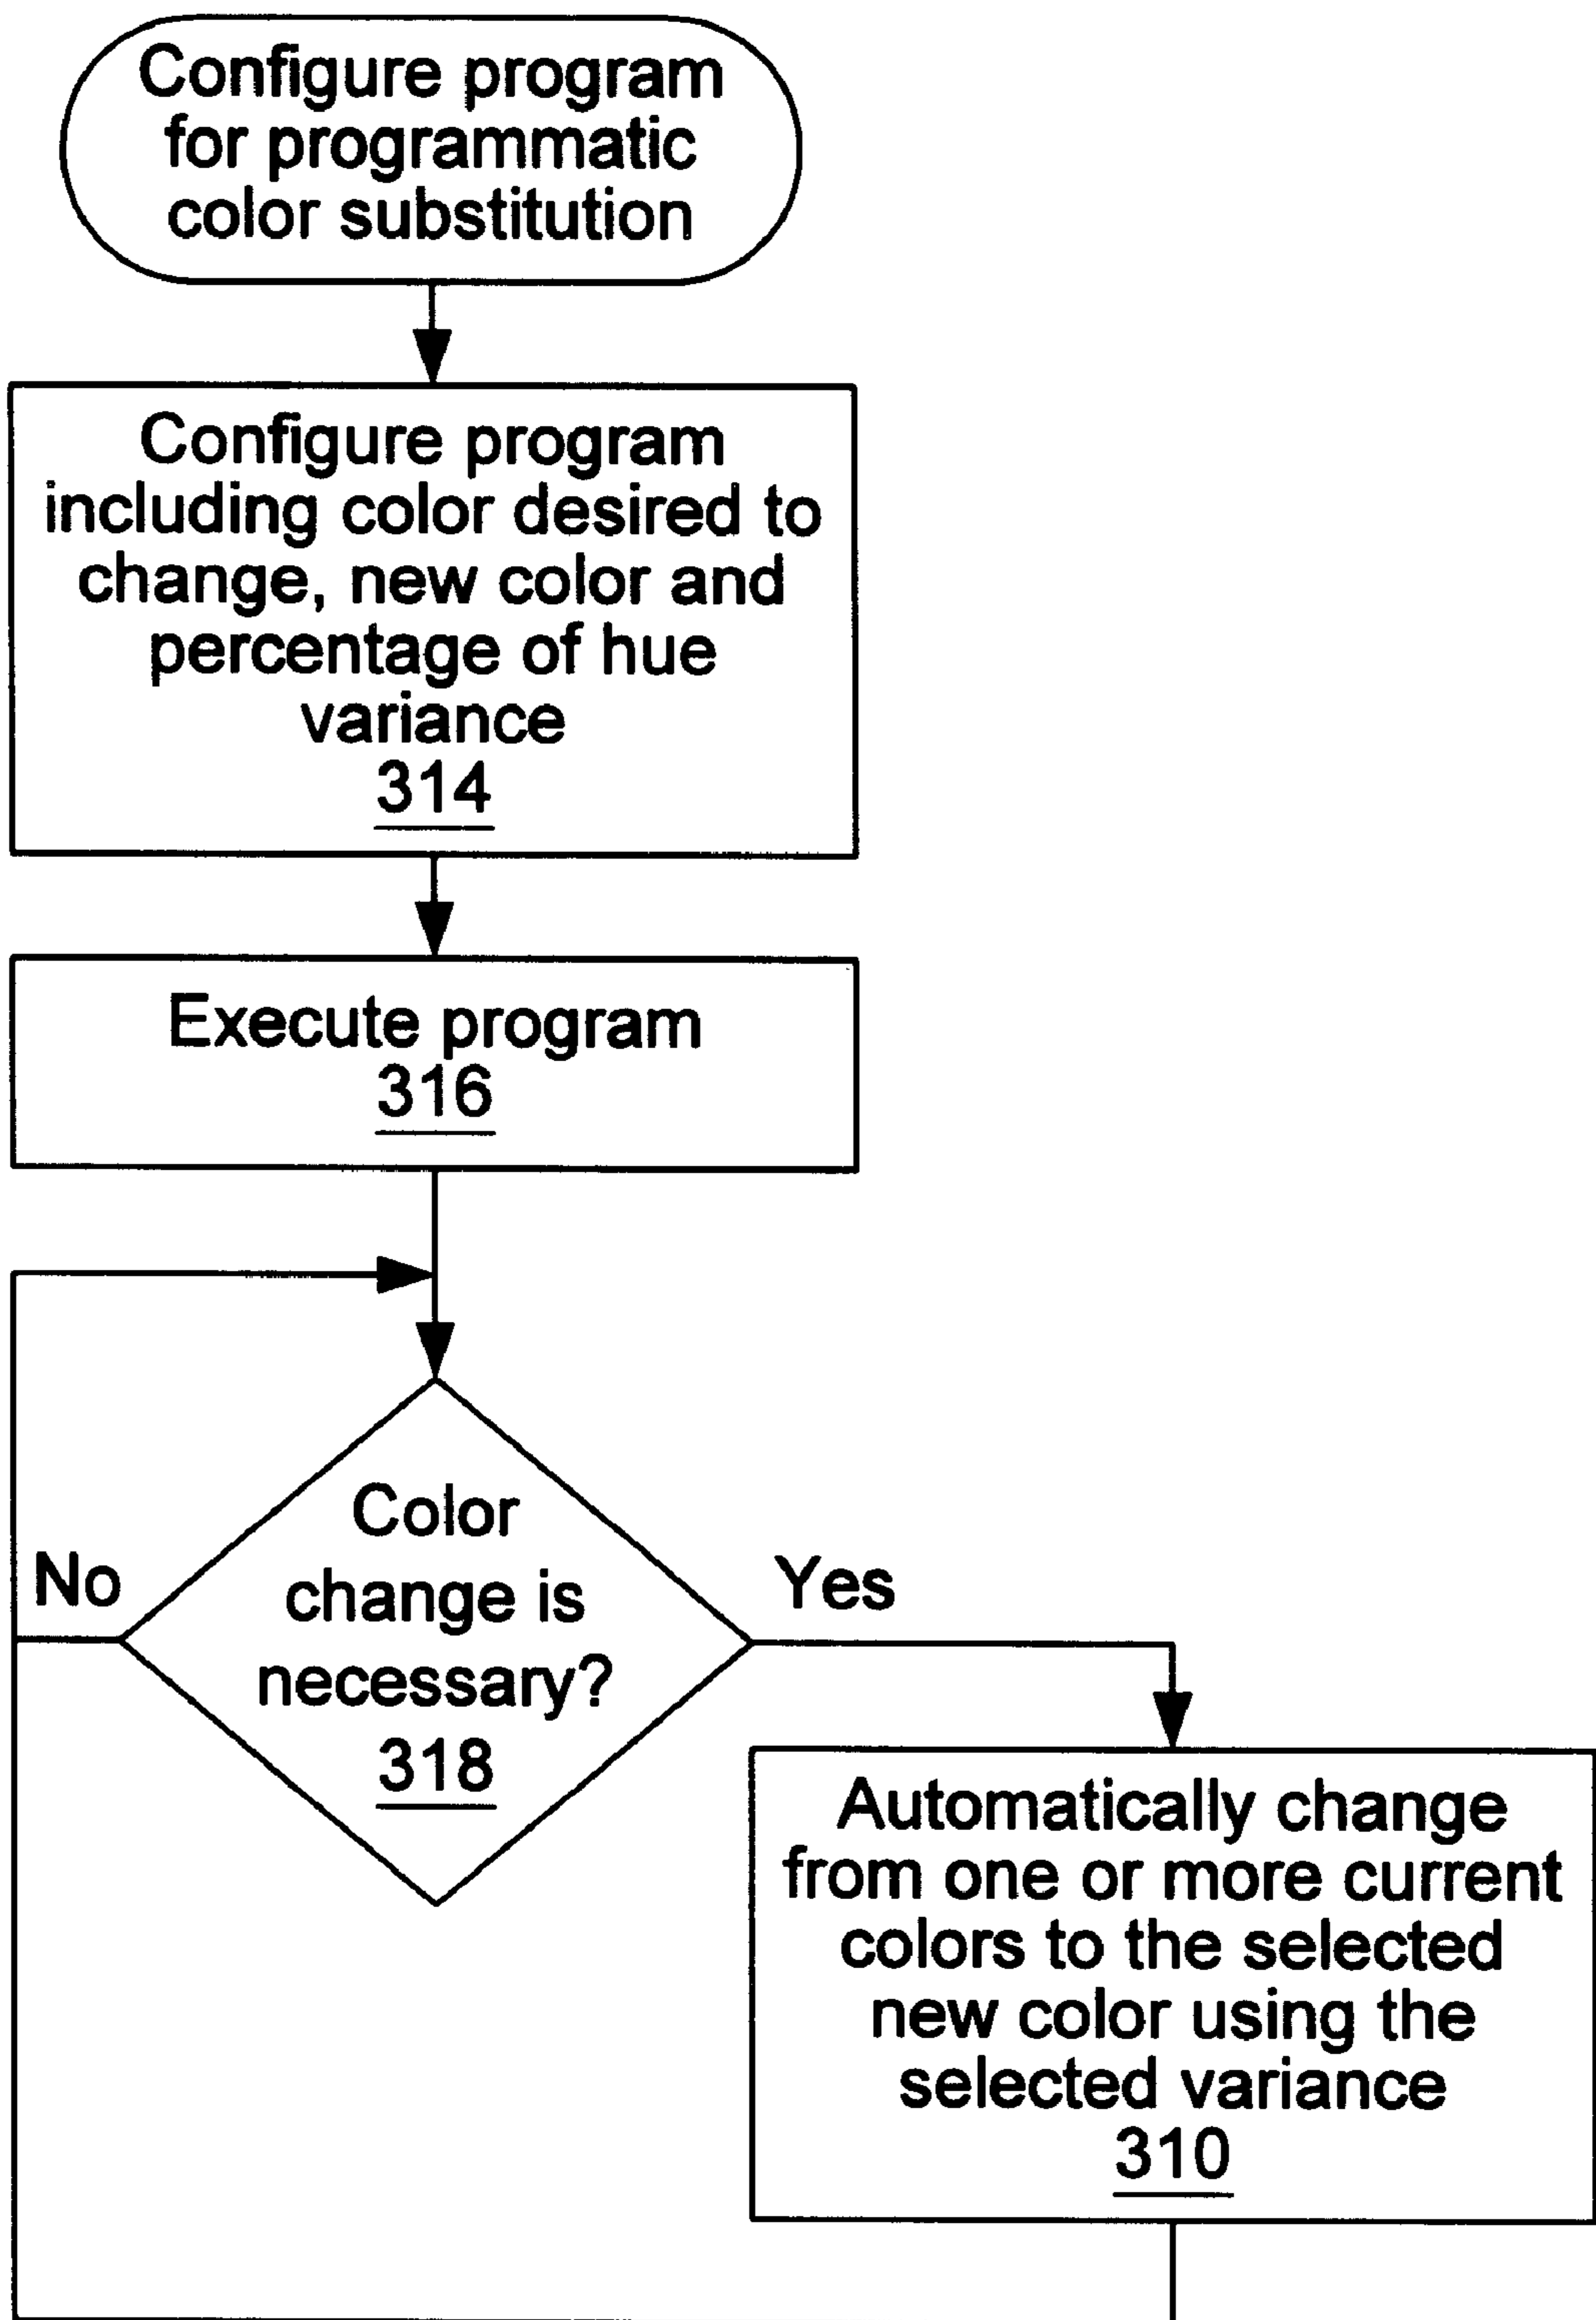 Configure program
for programmatic
color substitution
Configure program
including color desired to
change, new color and
percentage of hue
variance
314
Execute program
316
Color
change is
necessary?
318
No
Yes
Automatically change
from one or more current
colors to the selected
new color using the
selected variance
310